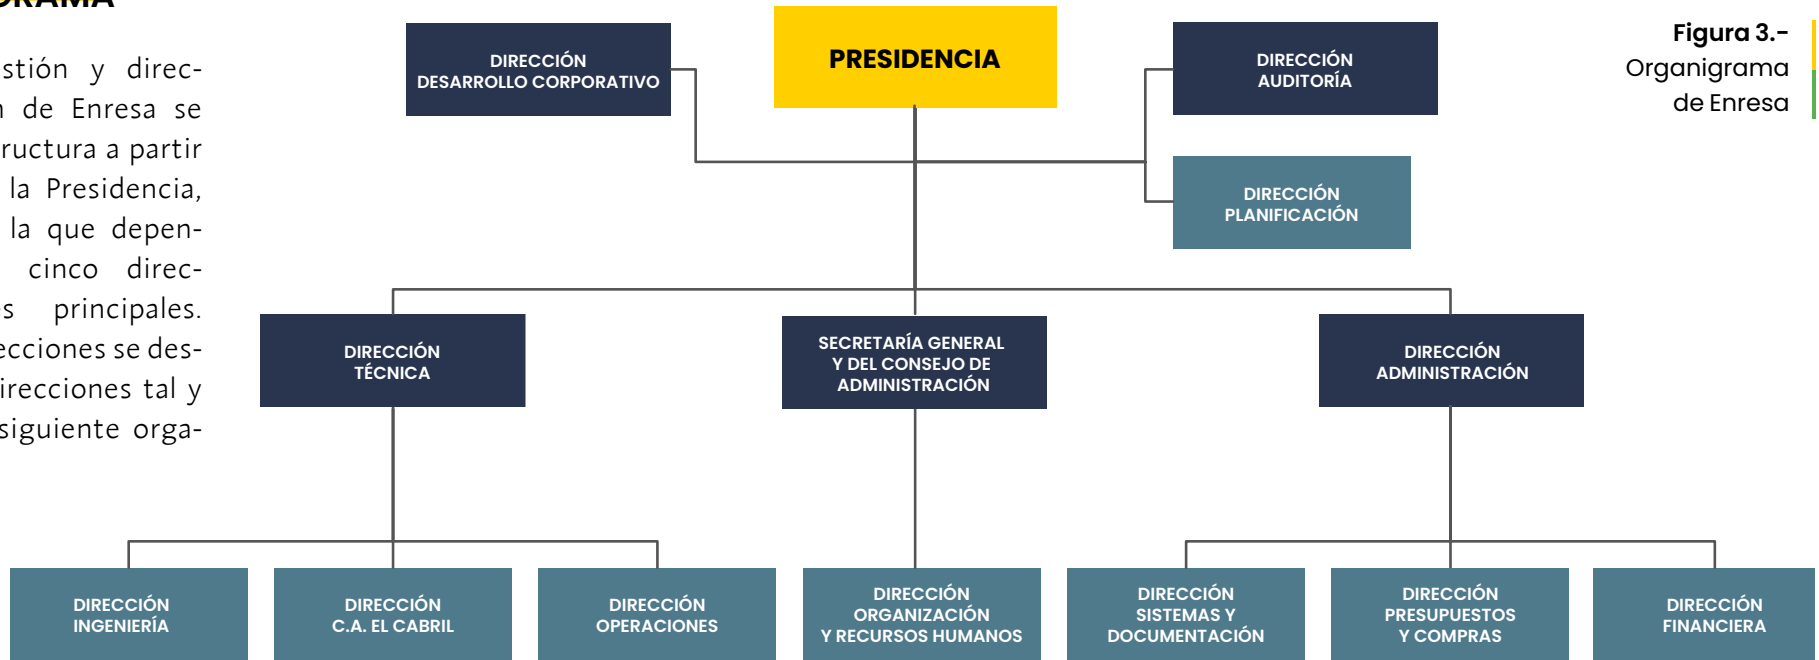 estión y direc-
de Enresa se
ructura a partir
la Presidencia,
la que depen-
cinco direc-
principales.
ecciones se des-
irecciones tal y
siguiente orga-
DIRECCIÓN
DESARROLLO CORPORATIVO
PRESIDENCIA
DIRECCIÓN
AUDITORÍA
Figura 3.-
Organigrama
de Enresa
DIRECCIÓN
PLANIFICACIÓN
DIRECCIÓN
TÉCNICA
SECRETARÍA GENERAL
Y DEL CONSEJO DE
ADMINISTRACIÓN
DIRECCIÓN
ADMINISTRACIÓN
DIRECCIÓN
INGENIERÍA
DIRECCIÓN
C.A. EL CABRIL
DIRECCIÓN
OPERACIONES
DIRECCIÓN
ORGANIZACIÓN
Y RECURSOS HUMANOS
DIRECCIÓN
SISTEMAS Y
DOCUMENTACIÓN
DIRECCIÓN
PRESUPUESTOS
Y COMPRAS
DIRECCIÓN
FINANCIERA